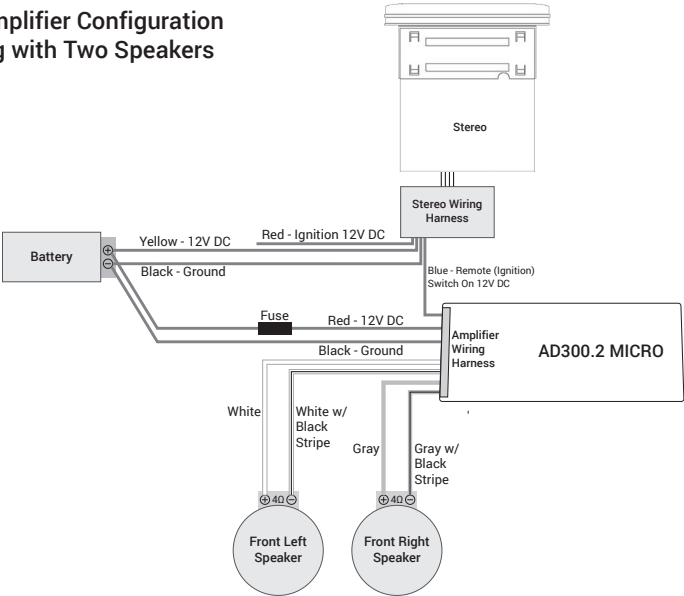 mplifier Configuration
g with Two Speakers
Stereo
Stereo Wiring
Harness
Red - Ignition 12V DC
Yellow - 12V DC
Battery
+
−
Black - Ground
Blue - Remote (Ignition)
Switch On 12V DC
Fuse
Red - 12V DC
Black - Ground
Amplifier
Wiring
Harness
AD300.2 MICRO
White
White w/
Black
Stripe
Gray
Gray w/
Black
Stripe
+ 4Ω −
+ 4Ω −
Front Left
Speaker
Front Right
Speaker